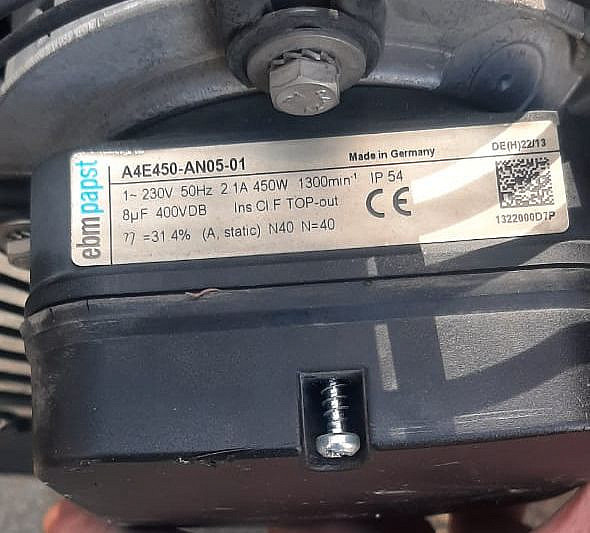 ebmpapst
A4E450-AN05-01
Made in Germany
DE(H)22/13
1~ 230V 50Hz 2.1A 450W 1300min⁻¹ IP 54
8µF 400VDB Ins Cl.F TOP-out
CE
?? =31.4% (A, static) N40 N=40
1322000D7P